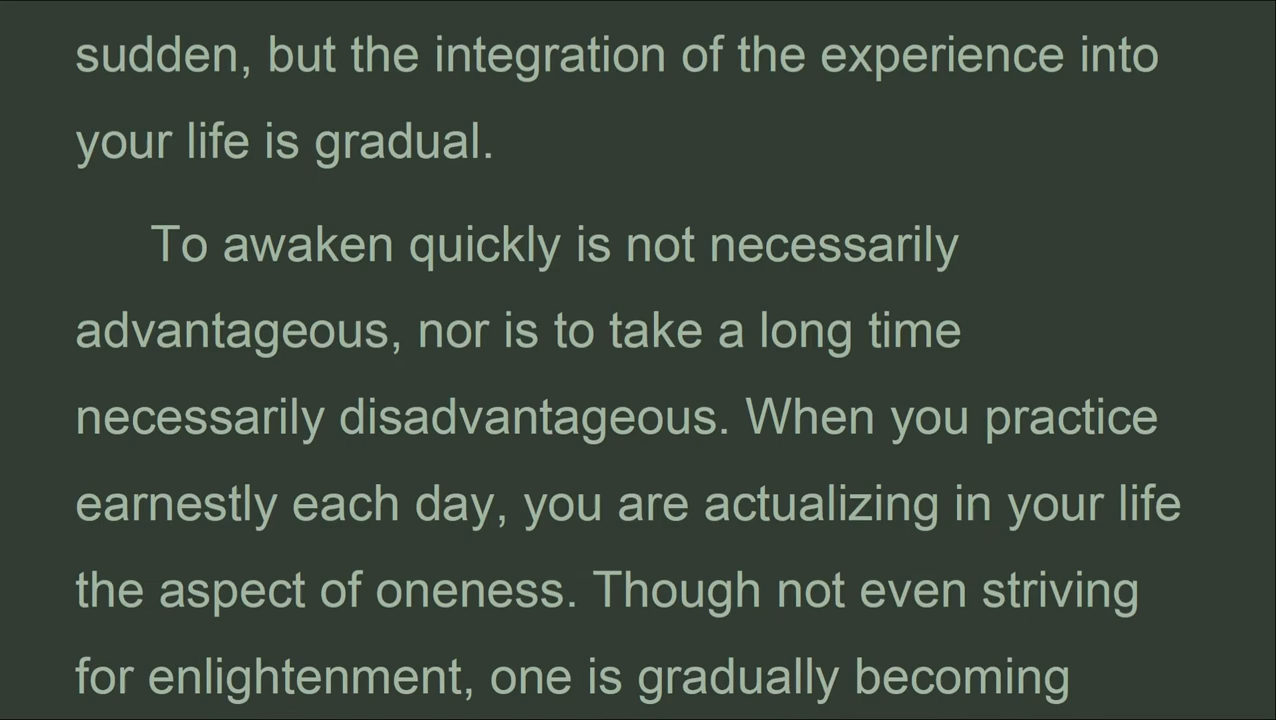 sudden, but the integration of the experience into
your life is gradual.
To awaken quickly is not necessarily
advantageous, nor is to take a long time
necessarily disadvantageous. When you practice
earnestly each day, you are actualizing in your life
the aspect of oneness. Though not even striving
for enlightenment, one is gradually becoming